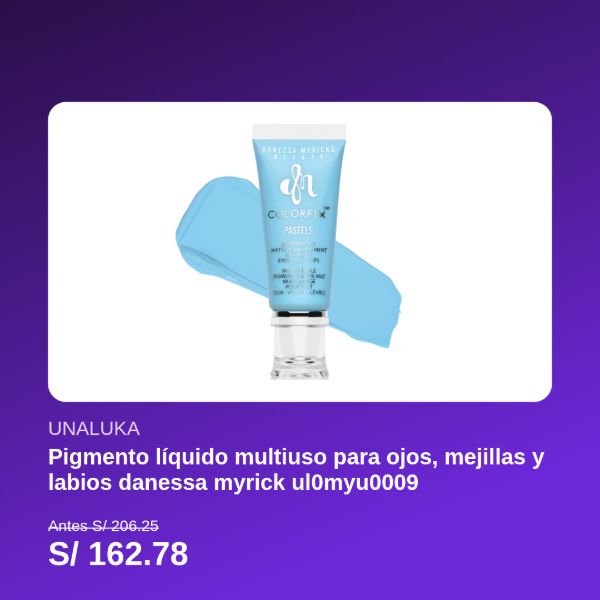 DANESSA MYRICKS
BEAUTY
COLORFIX™
PASTELS
UNALUKA
Pigmento líquido multiuso para ojos, mejillas y
labios danessa myrick ul0myu0009
Antes S/ 206.25
S/ 162.78